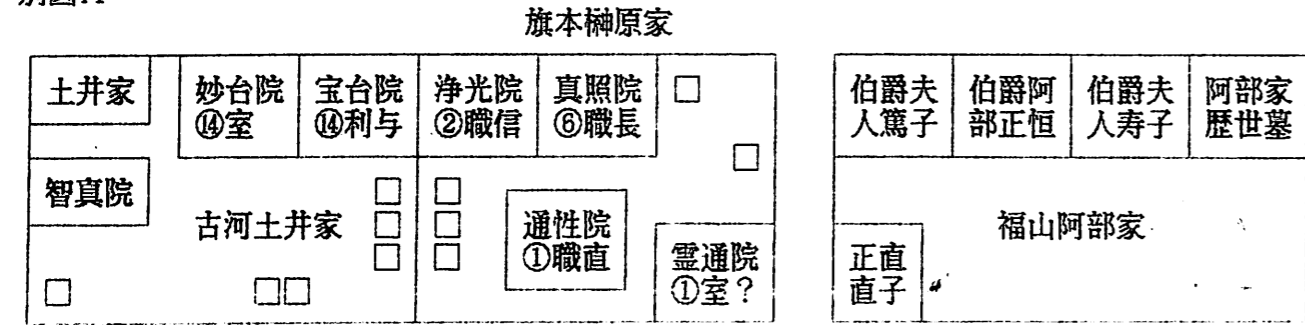 旗本榊原家
土井家
妙台院
⑭室
宝台院
⑭利与
浄光院
②職信
真照院
⑥職長
智真院
古河土井家
通性院
①職直
霊通院
①室？
伯爵夫
人篤子
伯爵阿
部正恒
伯爵夫
人寿子
阿部家
歴世墓
福山阿部家
正直
直子